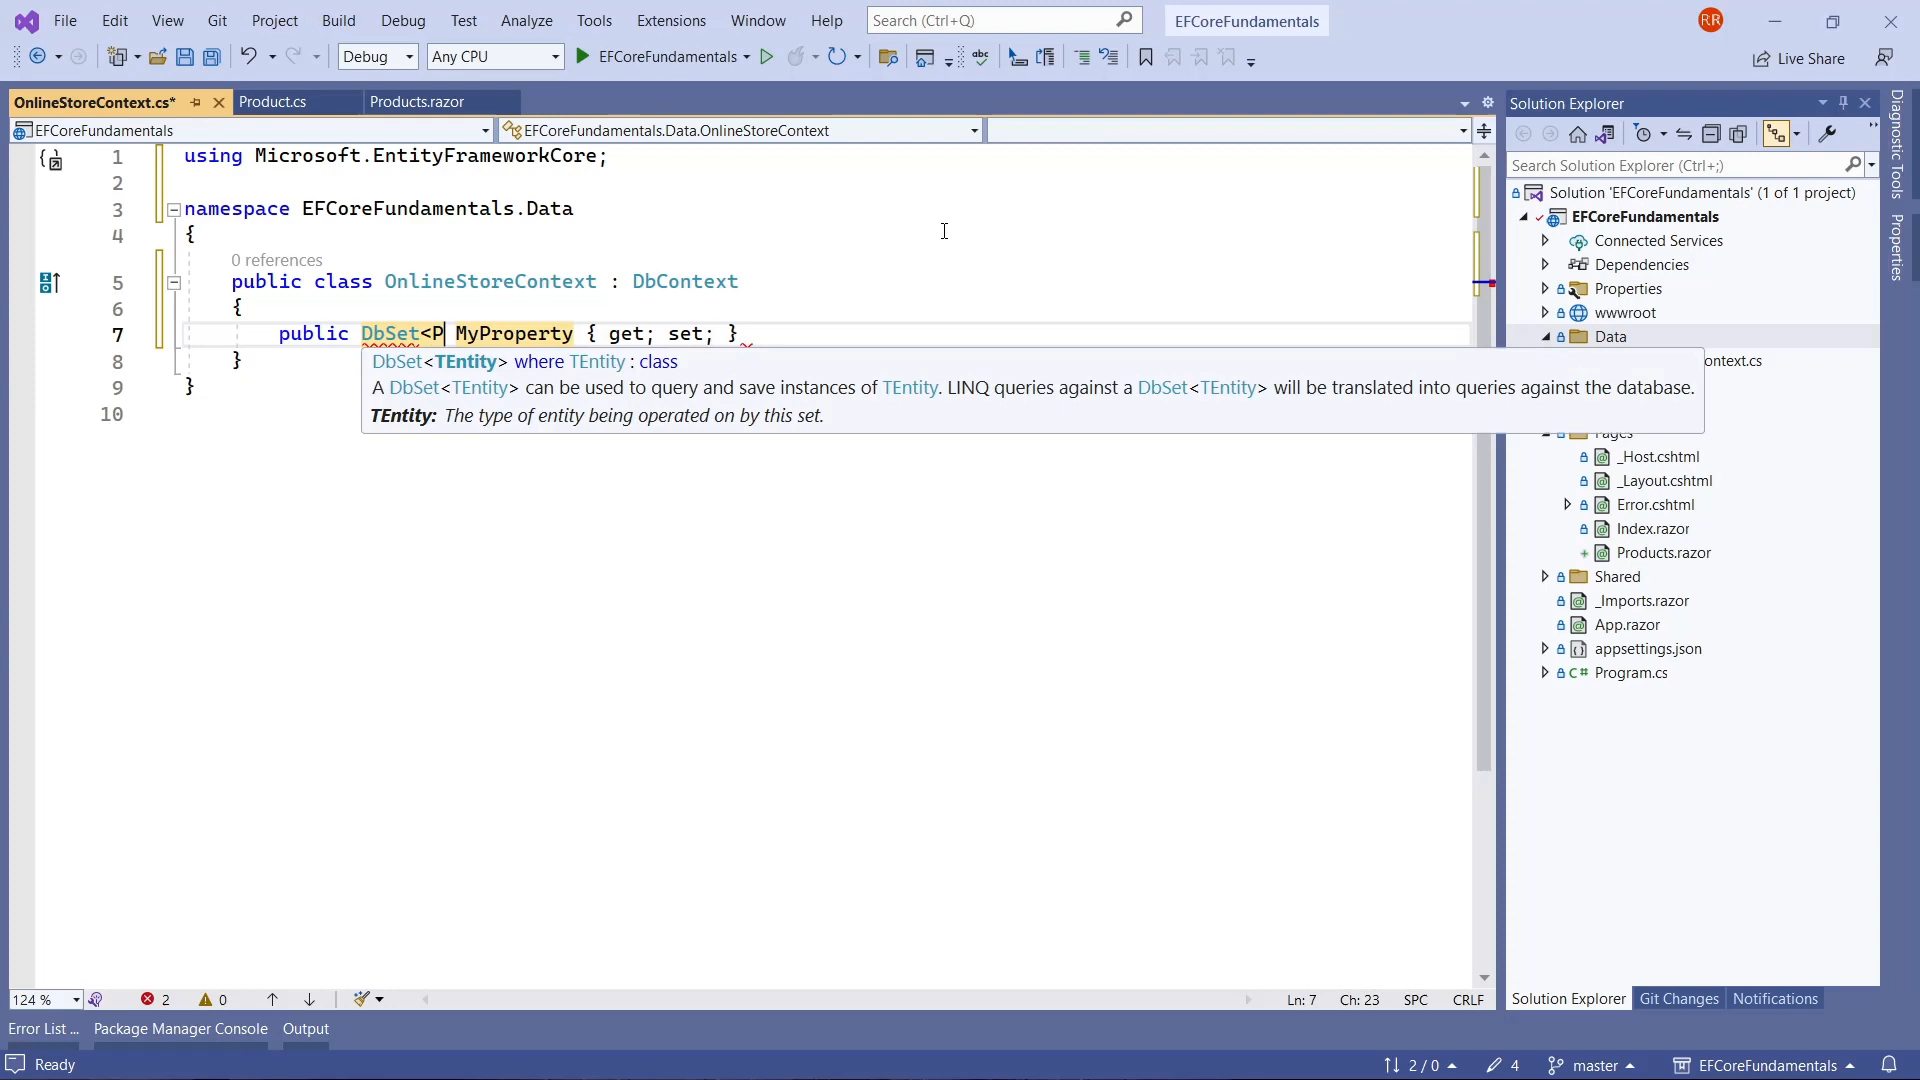 File Edit View Git Project Build Debug Test Analyze Tools Extensions Window Help Search (Ctrl+Q) EFCoreFundamentals RR
Debug Any CPU EFCoreFundamentals Live Share
OnlineStoreContext.cs* Product.cs Products.razor
EFCoreFundamentals EFCoreFundamentals.Data.OnlineStoreContext
1 using Microsoft.EntityFrameworkCore;
2
3 namespace EFCoreFundamentals.Data
4 {
0 references
5 public class OnlineStoreContext : DbContext
6 {
7 public DbSet<P MyProperty { get; set; }
8 }
9 }
10
DbSet<TEntity> where TEntity : class
A DbSet<TEntity> can be used to query and save instances of TEntity. LINQ queries against a DbSet<TEntity> will be translated into queries against the database.
TEntity: The type of entity being operated on by this set.
124 % 2 0 Ln: 7 Ch: 23 SPC CRLF
Solution Explorer
Search Solution Explorer (Ctrl+;)
Solution 'EFCoreFundamentals' (1 of 1 project)
EFCoreFundamentals
Connected Services
Dependencies
Properties
wwwroot
Data
ontext.cs
Pages
_Host.cshtml
_Layout.cshtml
Error.cshtml
Index.razor
Products.razor
Shared
_Imports.razor
App.razor
appsettings.json
C# Program.cs
Solution Explorer Git Changes Notifications
Diagnostic Tools
Properties
Error List ... Package Manager Console Output
Ready 2 / 0 4 master EFCoreFundamentals